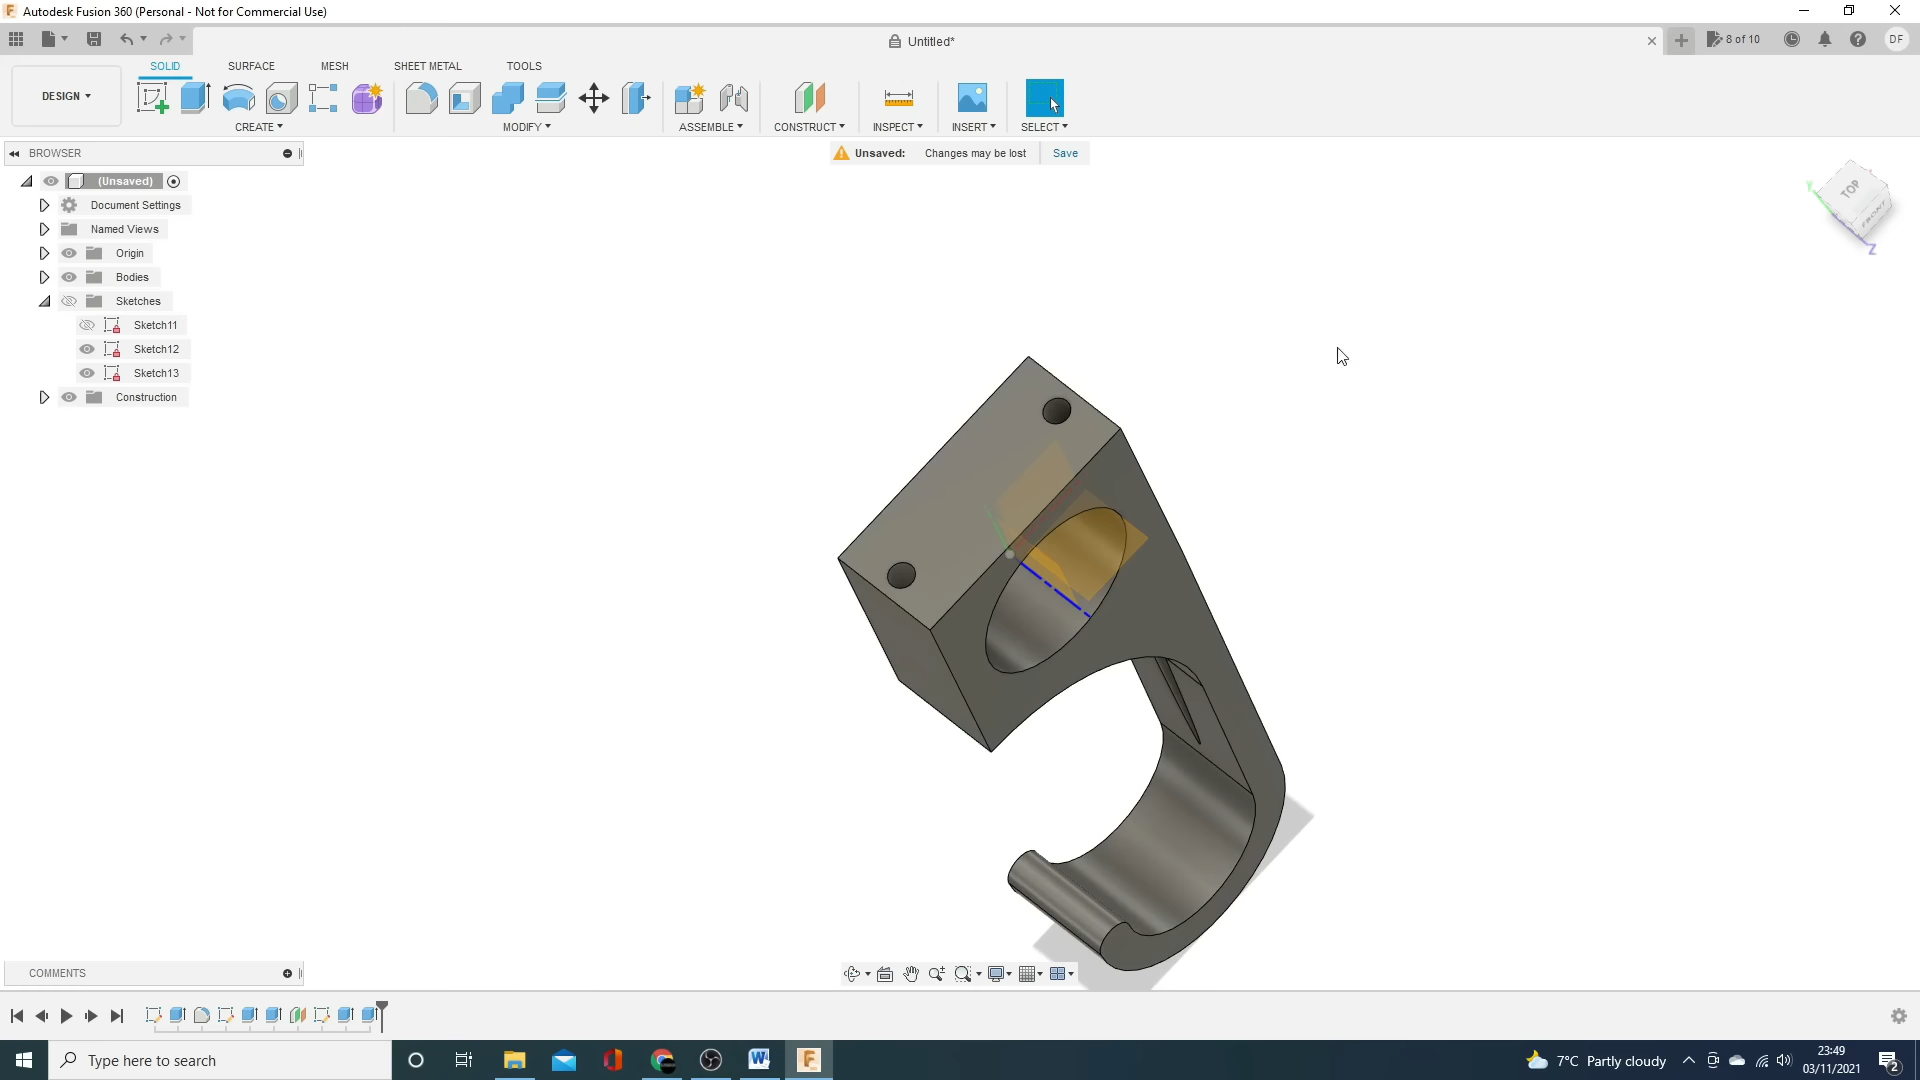 Autodesk Fusion 360 (Personal - Not for Commercial Use)
Untitled*
8 of 10
DF
DESIGN
SOLID
SURFACE
MESH
SHEET METAL
TOOLS
CREATE
MODIFY
ASSEMBLE
CONSTRUCT
INSPECT
INSERT
SELECT
BROWSER
Unsaved: Changes may be lost Save
(Unsaved)
Document Settings
Named Views
Origin
Bodies
Sketches
Sketch11
Sketch12
Sketch13
Construction
TOP
FRONT
Y
Z
COMMENTS
Type here to search
7°C Partly cloudy
23:49
03/11/2021
2